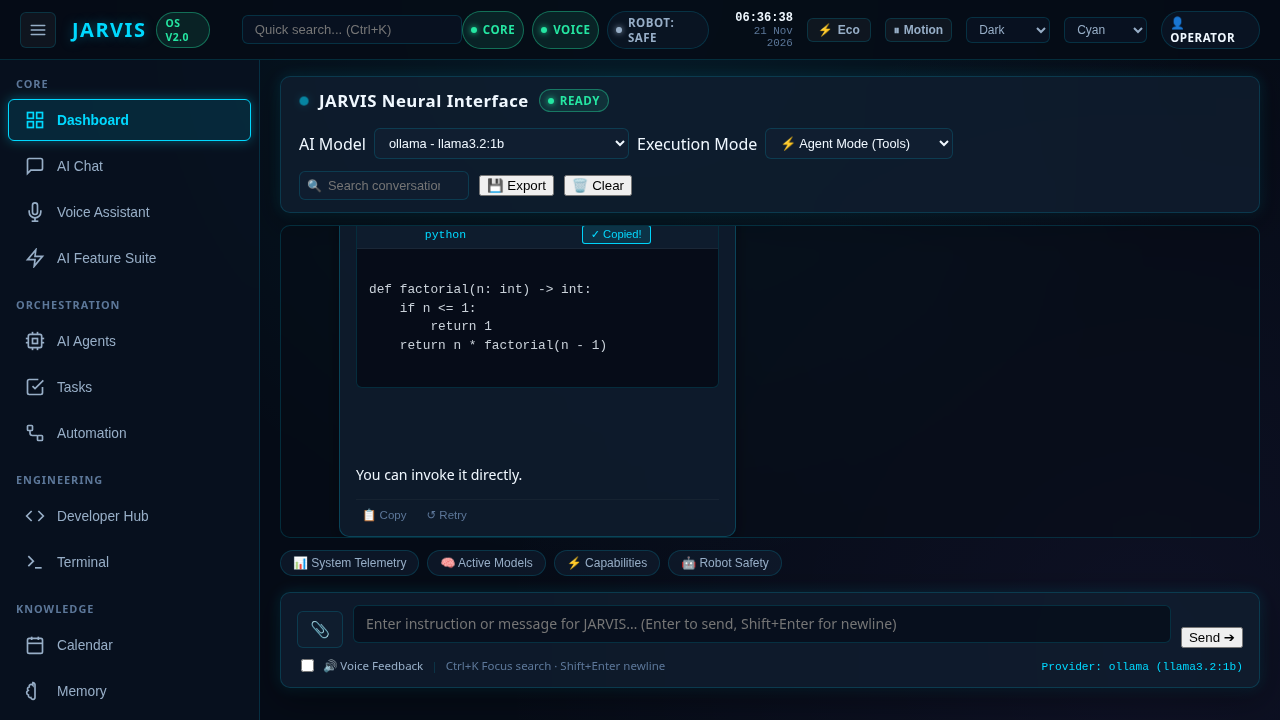 JARVIS
OS
V2.0
Quick search... (Ctrl+K)
CORE
VOICE
ROBOT:
SAFE
06:36:38
21 Nov
2026
⚡ Eco
Motion
Dark
Cyan
👤
OPERATOR
CORE
Dashboard
AI Chat
Voice Assistant
AI Feature Suite
ORCHESTRATION
AI Agents
Tasks
Automation
ENGINEERING
Developer Hub
Terminal
KNOWLEDGE
Calendar
Memory
JARVIS Neural Interface
READY
AI Model
ollama - llama3.2:1b
Execution Mode
⚡ Agent Mode (Tools)
🔍 Search conversation
💾 Export
🗑️ Clear
python
✓ Copied!
def factorial(n: int) -> int:
    if n <= 1:
        return 1
    return n * factorial(n - 1)
You can invoke it directly.
📋 Copy
↺ Retry
📊 System Telemetry
🧠 Active Models
⚡ Capabilities
🤖 Robot Safety
📎
Enter instruction or message for JARVIS... (Enter to send, Shift+Enter for newline)
Send ➔
🔊 Voice Feedback
Ctrl+K Focus search · Shift+Enter newline
Provider: ollama (llama3.2:1b)